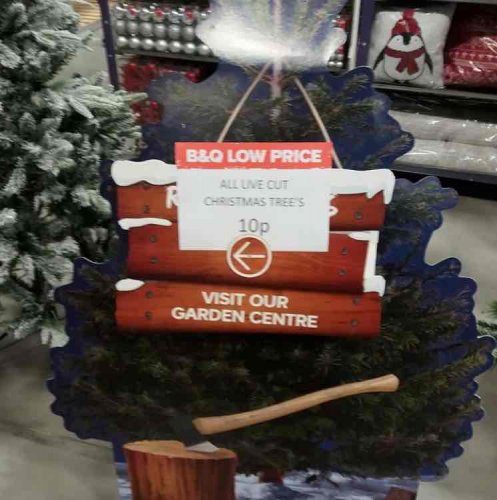 B&Q LOW PRICE
ALL LIVE CUT
CHRISTMAS TREE'S
10p
VISIT OUR
GARDEN CENTRE